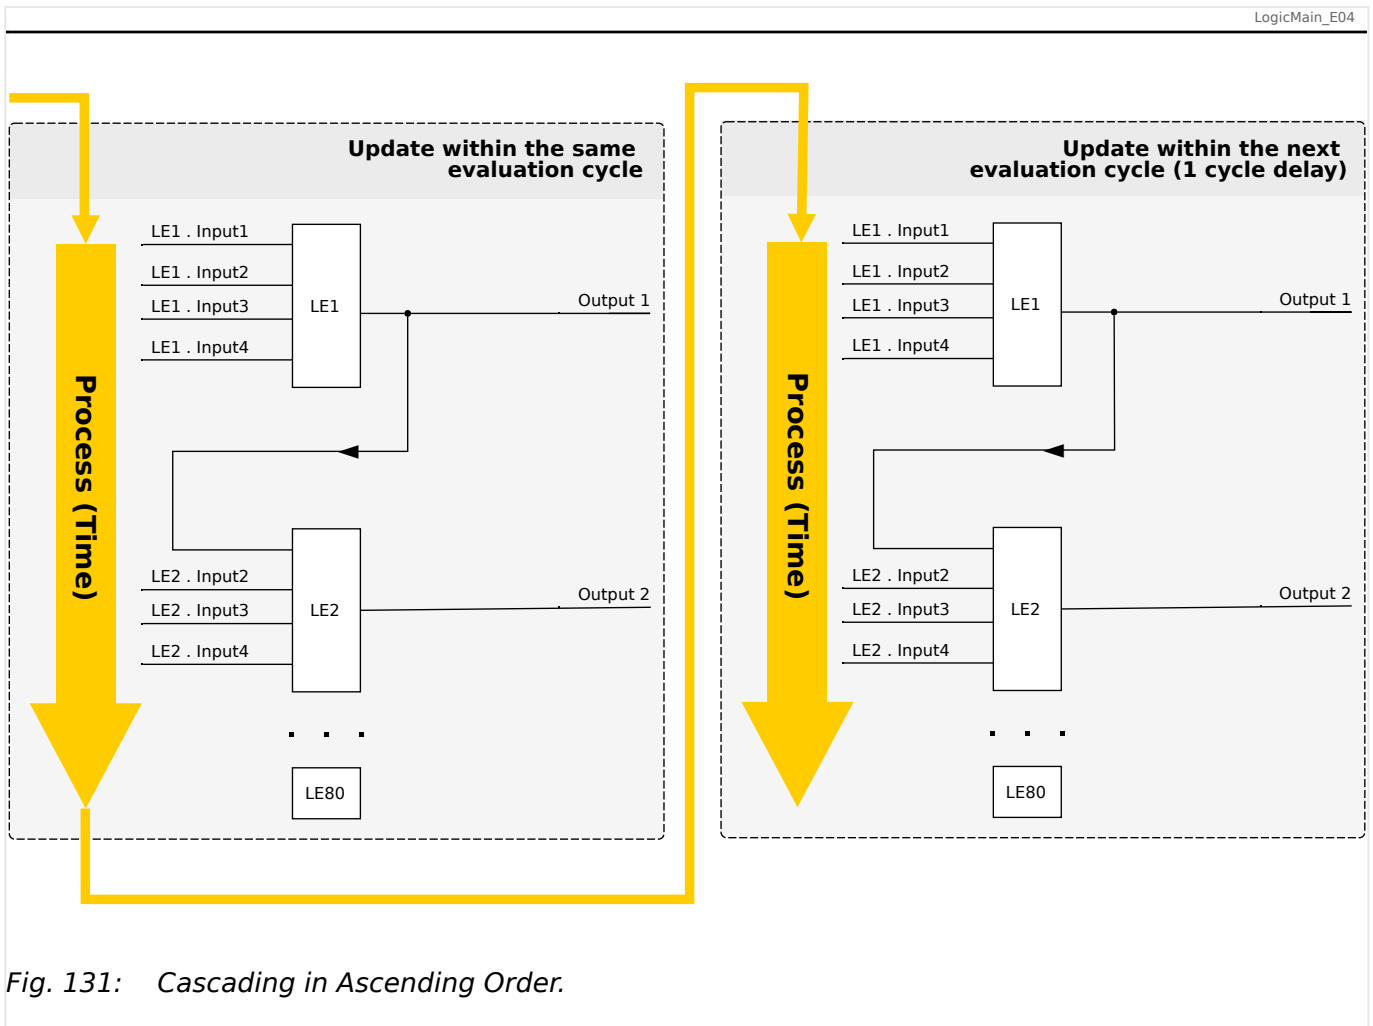 LogicMain_E04
Update within the same
evaluation cycle
LE1 . Input1
LE1 . Input2
LE1 . Input3
LE1 . Input4
LE1
Output 1
Process (Time)
LE2 . Input2
LE2 . Input3
LE2 . Input4
LE2
Output 2
LE80
Update within the next
evaluation cycle (1 cycle delay)
LE1 . Input1
LE1 . Input2
LE1 . Input3
LE1 . Input4
LE1
Output 1
Process (Time)
LE2 . Input2
LE2 . Input3
LE2 . Input4
LE2
Output 2
LE80
Fig. 131: Cascading in Ascending Order.